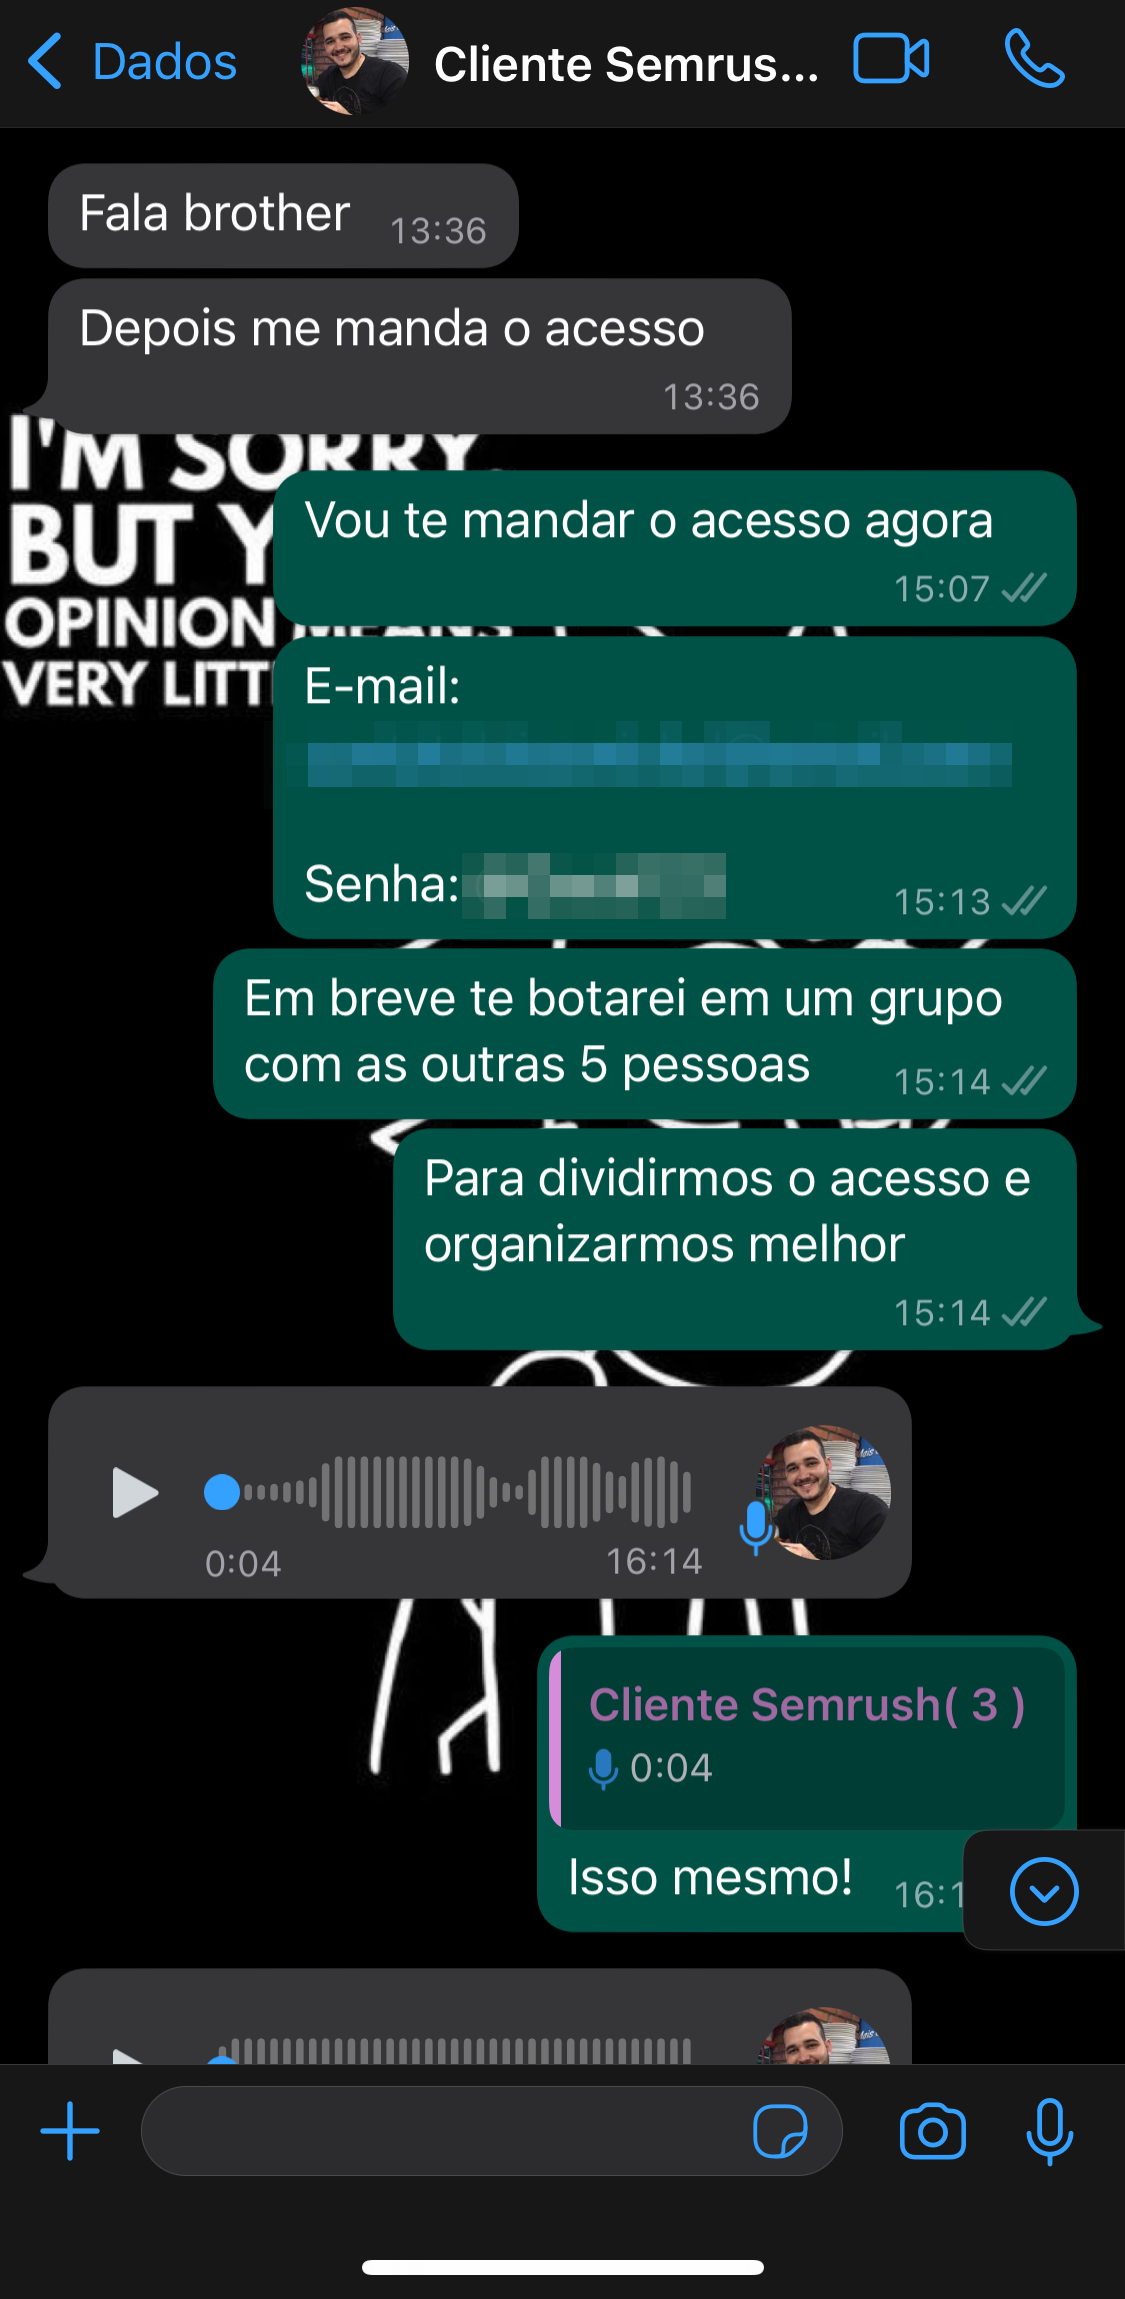 Dados
Cliente Semrus...
Fala brother 13:36
Depois me manda o acesso
13:36
I'M SORRY,
BUT Y
OPINION MEANS
VERY LITT
Vou te mandar o acesso agora
15:07
E-mail:
Senha:
15:13
Em breve te botarei em um grupo
com as outras 5 pessoas 15:14
Para dividirmos o acesso e
organizarmos melhor
15:14
0:04 16:14
Cliente Semrush( 3 )
0:04
Isso mesmo! 16:1